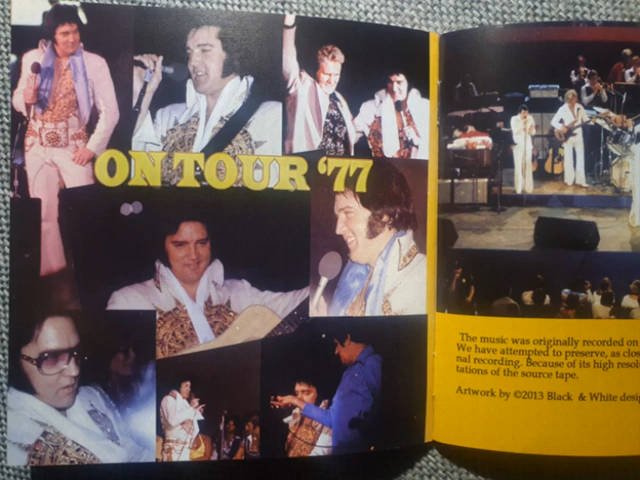 ON TOUR '77
The music was originally recorded on
We have attempted to preserve, as clos
nal recording. Because of its high resol
tations of the source tape.
Artwork by ©2013 Black & White desig